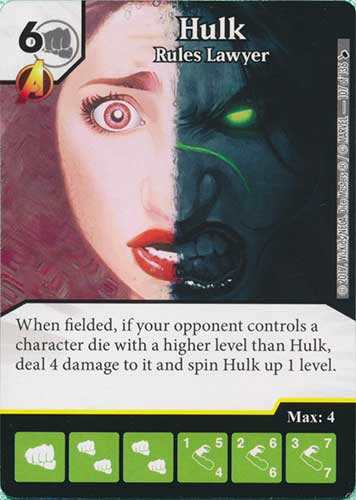 6
Hulk
Rules Lawyer
When fielded, if your opponent controls a
character die with a higher level than Hulk,
deal 4 damage to it and spin Hulk up 1 level.
Max: 4
1 5 4
2 6 6
3 7 7